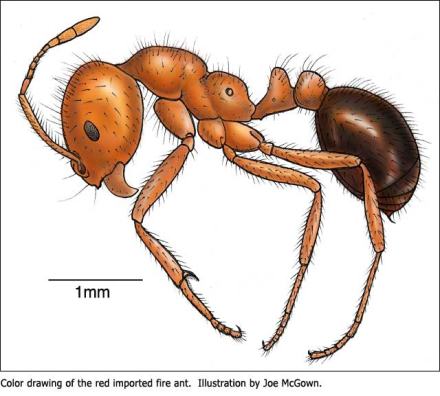 1mm
Color drawing of the red imported fire ant.  Illustration by Joe McGown.